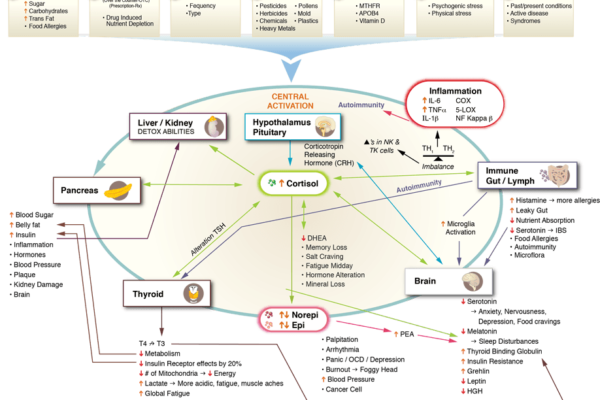 ↑ Sugar
↑ Carbohydrates
↑ Trans Fat
• Food Allergies
(Prescription-Rx)
• Drug Induced
Nutrient Depletion
• Fequency
• Type
• Pesticides
• Herbicides
• Chemicals
• Heavy Metals
• Pollens
• Mold
• Plastics
• MTHFR
• APOB4
• Vitamin D
• Psychogenic stress
• Physical stress
• Past/present conditions
• Active disease
• Syndromes
CENTRAL
ACTIVATION
Liver / Kidney
DETOX ABILITIES
Hypothalamus
Pituitary
Autoimmunity
Inflammation
↑ IL-6
↑ TNFα
IL-1β
COX
5-LOX
NF Kappa β
Corticotropin
Releasing
Hormone (CRH)
▲'s in NK &
TK cells
TH₁ TH₂
Imbalance
Pancreas
↑ Cortisol
Autoimmunity
Immune
Gut / Lymph
↑ Histamine → more allergies
↑ Leaky Gut
↓ Nutrient Absorption
↓ Serotonin → IBS
• Food Allergies
• Autoimmunity
• Microflora
↑ Blood Sugar
↑ Belly fat
↑ Insulin
• Inflammation
• Hormones
• Blood Pressure
• Plaque
• Kidney Damage
• Brain
Alteration TSH
↓ DHEA
• Memory Loss
• Salt Craving
• Fatigue Midday
• Hormone Alteration
• Mineral Loss
↑ Microglia
Activation
Thyroid
Brain
↑↓ Norepi
↑↓ Epi
↑ PEA
T4 → T3
↓ Metabolism
↓ Insulin Receptor effects by 20%
↓ # of Mitochondria → ↓ Energy
↑ Lactate → More acidic, fatigue, muscle aches
↑ Global Fatigue
• Palpitation
• Arrhythmia
• Panic / OCD / Depression
• Burnout → Foggy Head
↑ Blood Pressure
• Cancer Cell
↓ Serotonin
→ Anxiety, Nervousness,
Depression, Food cravings
↓ Melatonin
→ Sleep Disturbances
↑ Thyroid Binding Globulin
↑ Insulin Resistance
↑ Grehlin
↓ Leptin
↓ HGH